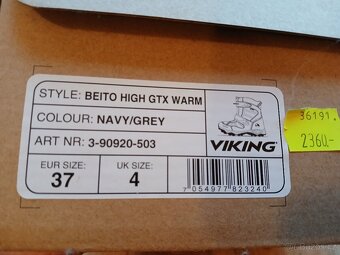 STYLE: BEITO HIGH GTX WARM
COLOUR: NAVY/GREY
ART NR: 3-90920-503
VIKING
EUR SIZE:
37
UK SIZE:
4
7 054977 823240
36191.
2360.-